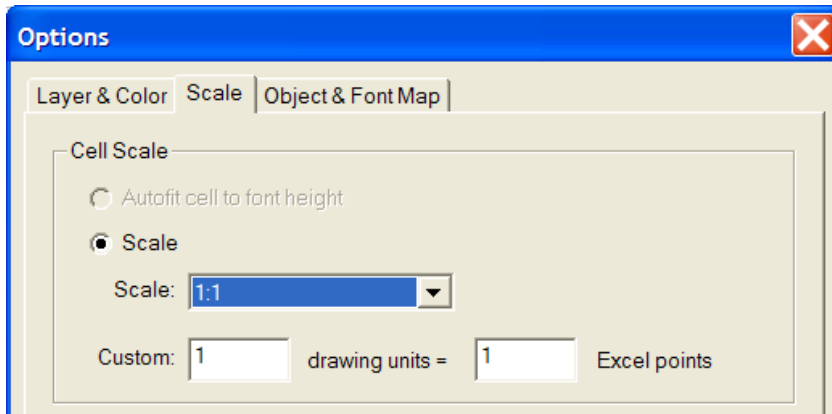 Options
Layer & Color Scale Object & Font Map
Cell Scale
Autofit cell to font height
Scale
Scale: 1:1
Custom: 1 drawing units = 1 Excel points